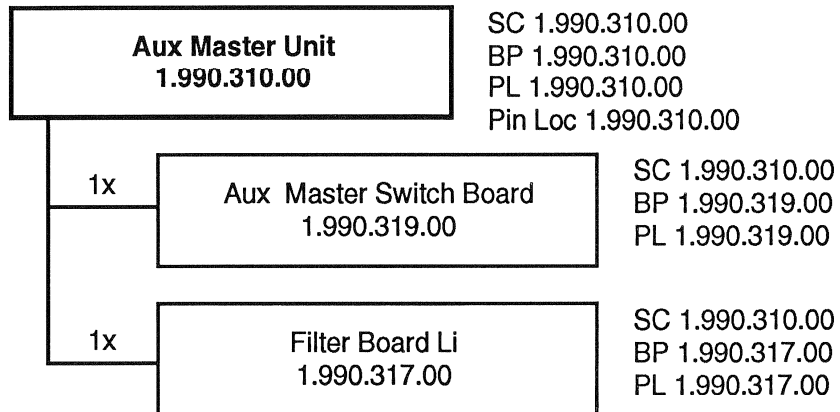 Aux Master Unit
1.990.310.00
SC 1.990.310.00
BP 1.990.310.00
PL 1.990.310.00
Pin Loc 1.990.310.00
1x
Aux Master Switch Board
1.990.319.00
SC 1.990.310.00
BP 1.990.319.00
PL 1.990.319.00
1x
Filter Board Li
1.990.317.00
SC 1.990.310.00
BP 1.990.317.00
PL 1.990.317.00